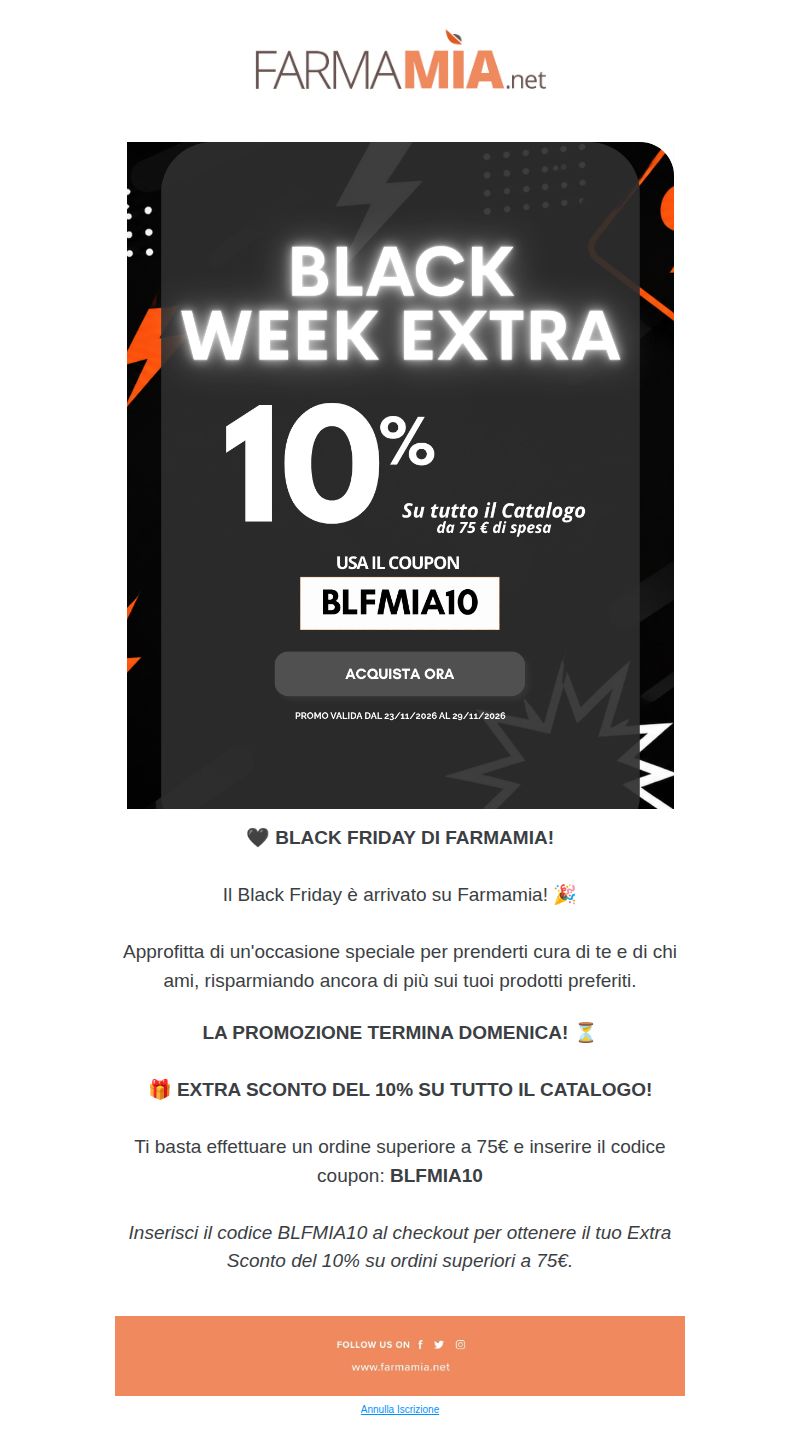 FARMAMÌA.net
BLACK
WEEK EXTRA
10%
Su tutto il Catalogo
da 75 € di spesa
USA IL COUPON
BLFMIA10
ACQUISTA ORA
PROMO VALIDA DAL 23/11/2026 AL 29/11/2026
🖤 BLACK FRIDAY DI FARMAMIA!
Il Black Friday è arrivato su Farmamia! 🎉
Approfitta di un'occasione speciale per prenderti cura di te e di chi
ami, risparmiando ancora di più sui tuoi prodotti preferiti.
LA PROMOZIONE TERMINA DOMENICA! ⏳
🎁 EXTRA SCONTO DEL 10% SU TUTTO IL CATALOGO!
Ti basta effettuare un ordine superiore a 75€ e inserire il codice
coupon: BLFMIA10
Inserisci il codice BLFMIA10 al checkout per ottenere il tuo Extra
Sconto del 10% su ordini superiori a 75€.
FOLLOW US ON
www.farmamia.net
Annulla Iscrizione